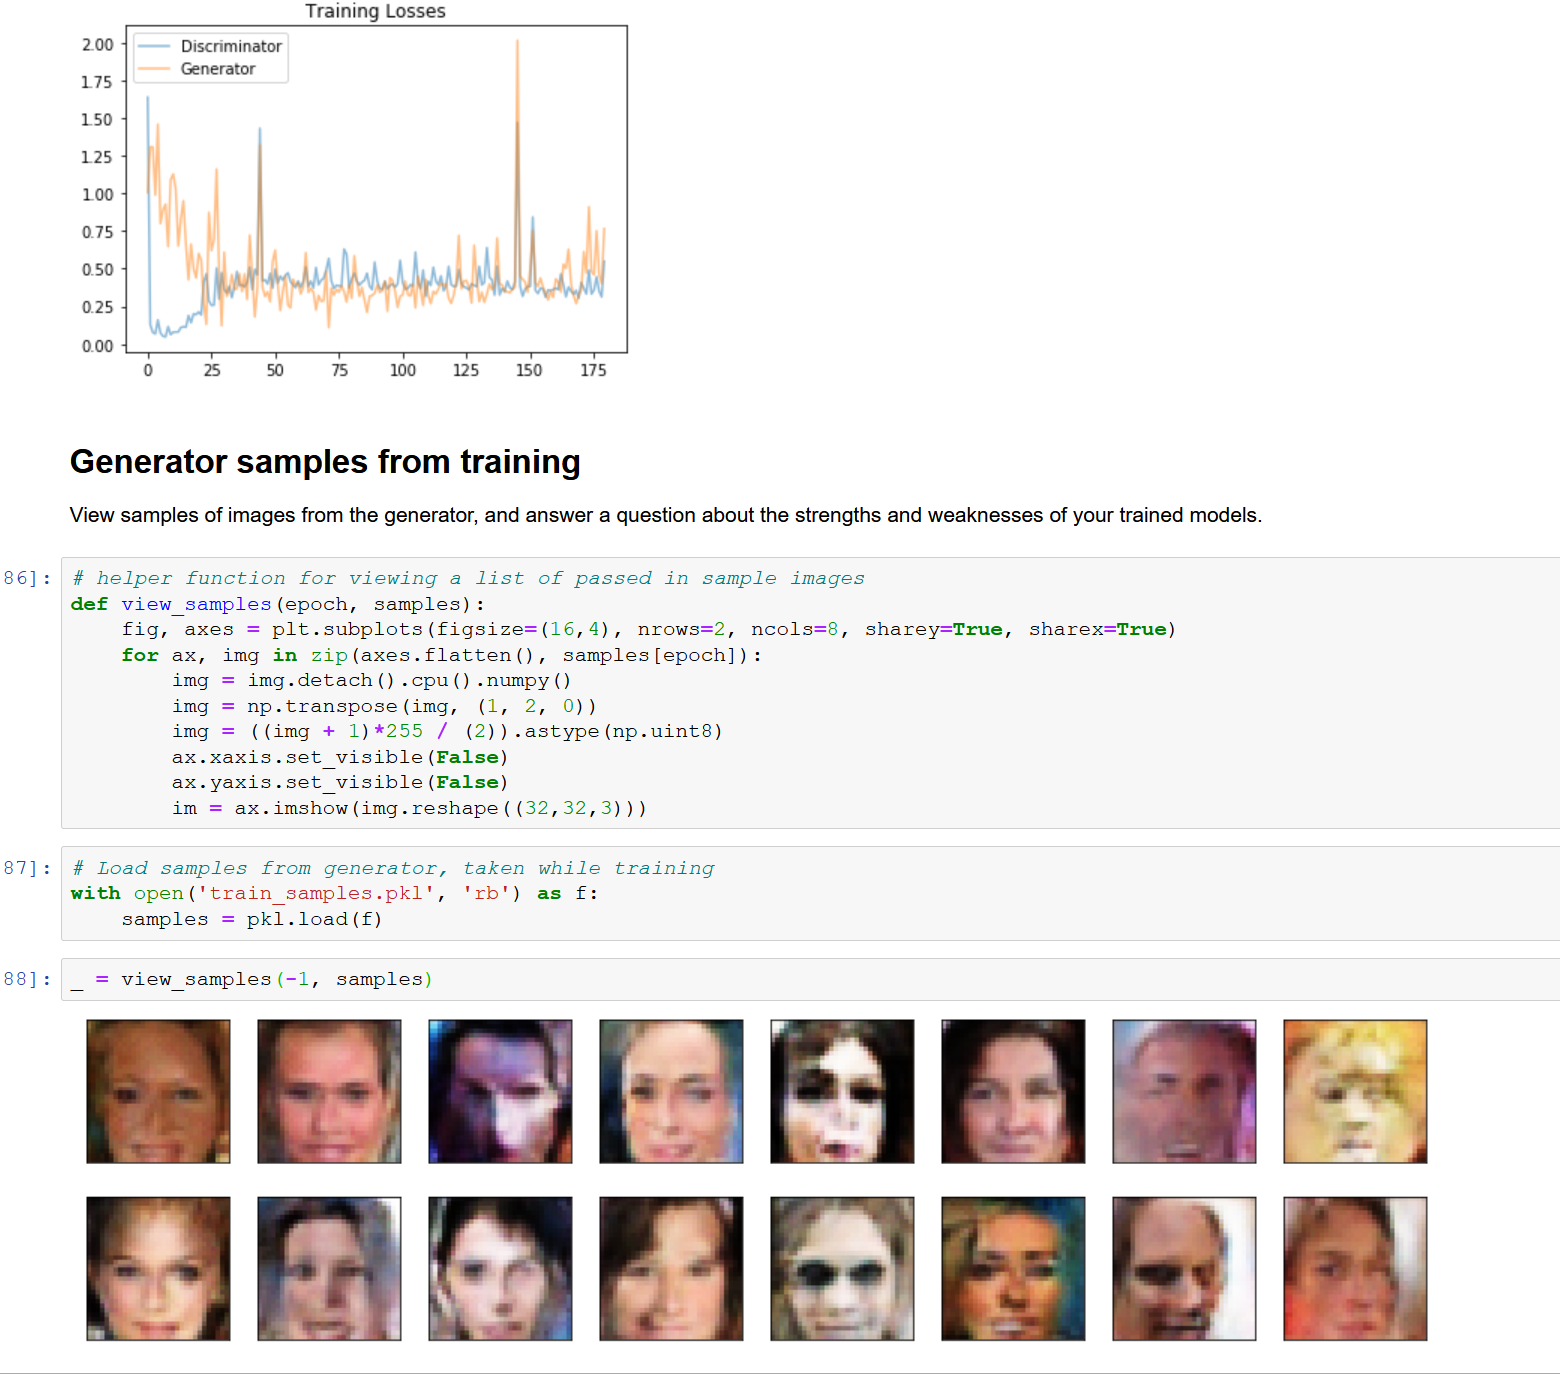 Training Losses
Discriminator
Generator
2.00
1.75
1.50
1.25
1.00
0.75
0.50
0.25
0.00
0 25 50 75 100 125 150 175
Generator samples from training
View samples of images from the generator, and answer a question about the strengths and weaknesses of your trained models.
86]:
# helper function for viewing a list of passed in sample images
def view_samples(epoch, samples):
    fig, axes = plt.subplots(figsize=(16,4), nrows=2, ncols=8, sharey=True, sharex=True)
    for ax, img in zip(axes.flatten(), samples[epoch]):
        img = img.detach().cpu().numpy()
        img = np.transpose(img, (1, 2, 0))
        img = ((img + 1)*255 / (2)).astype(np.uint8)
        ax.xaxis.set_visible(False)
        ax.yaxis.set_visible(False)
        im = ax.imshow(img.reshape((32,32,3)))
87]:
# Load samples from generator, taken while training
with open('train_samples.pkl', 'rb') as f:
    samples = pkl.load(f)
88]:
_ = view_samples(-1, samples)